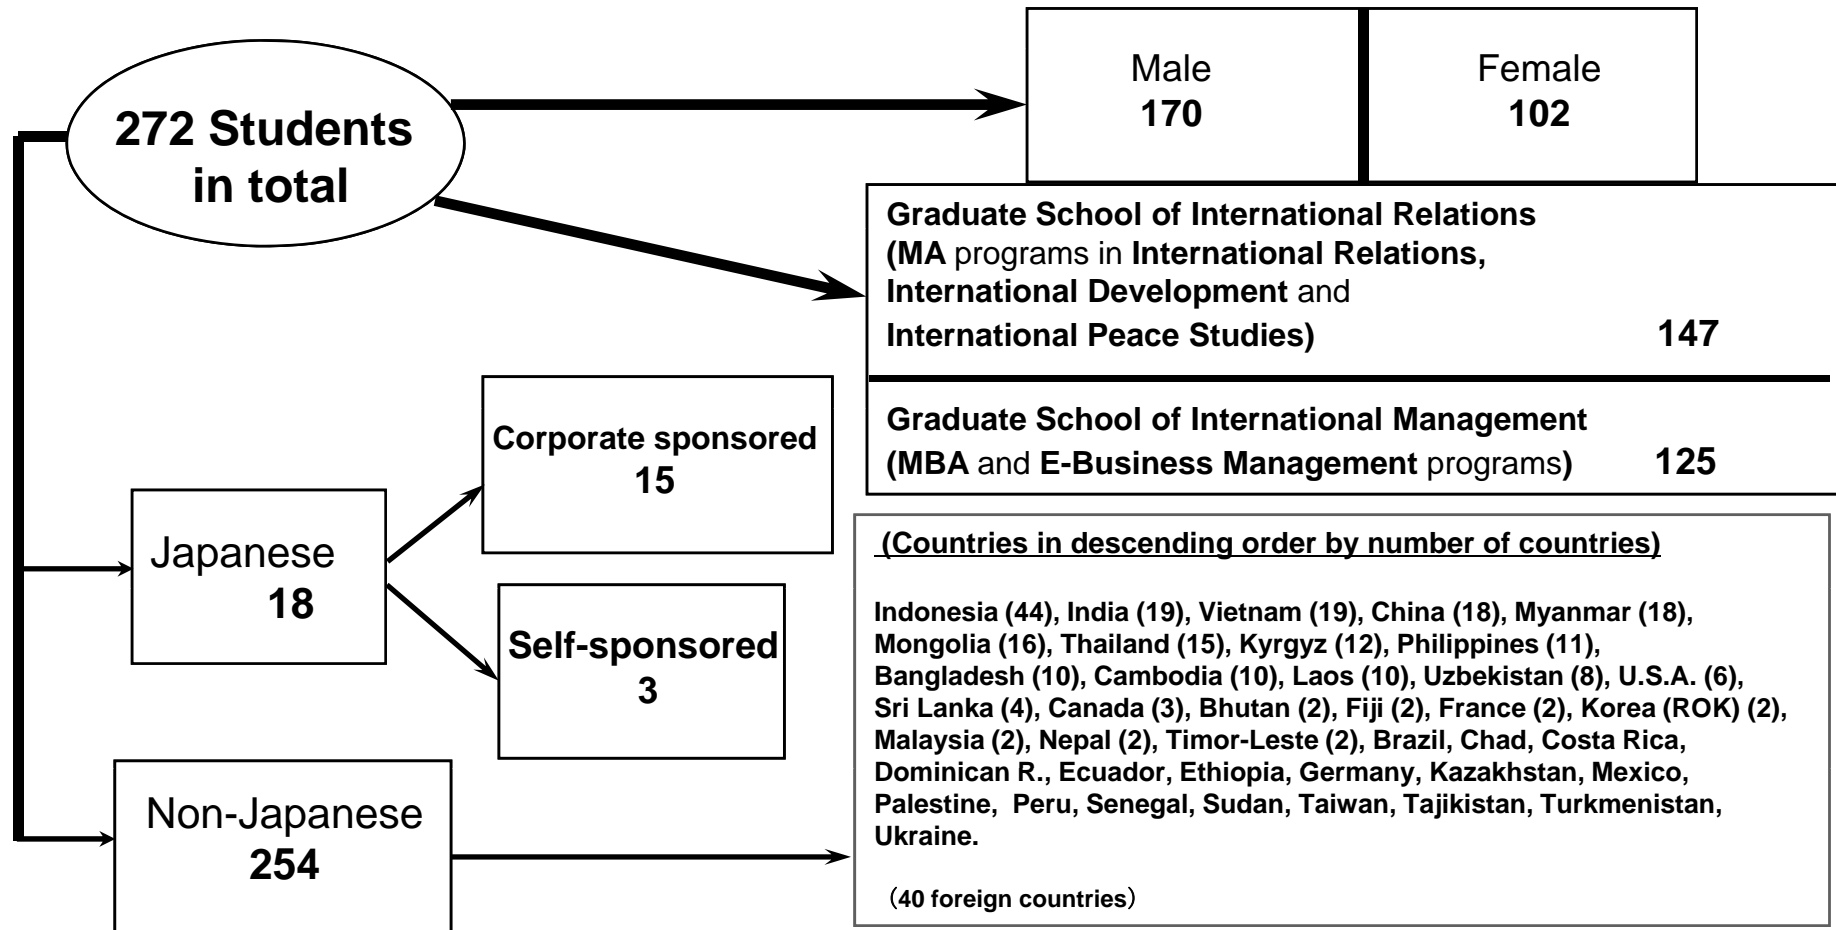 272 Students
in total
Male
170
Female
102
Graduate School of International Relations
(MA programs in International Relations,
International Development and
International Peace Studies) 147
Graduate School of International Management
(MBA and E-Business Management programs) 125
Corporate sponsored
15
Japanese
18
Self-sponsored
3
Non-Japanese
254
(Countries in descending order by number of countries)
Indonesia (44), India (19), Vietnam (19), China (18), Myanmar (18),
Mongolia (16), Thailand (15), Kyrgyz (12), Philippines (11),
Bangladesh (10), Cambodia (10), Laos (10), Uzbekistan (8), U.S.A. (6),
Sri Lanka (4), Canada (3), Bhutan (2), Fiji (2), France (2), Korea (ROK) (2),
Malaysia (2), Nepal (2), Timor-Leste (2), Brazil, Chad, Costa Rica,
Dominican R., Ecuador, Ethiopia, Germany, Kazakhstan, Mexico,
Palestine, Peru, Senegal, Sudan, Taiwan, Tajikistan, Turkmenistan,
Ukraine.
（40 foreign countries）